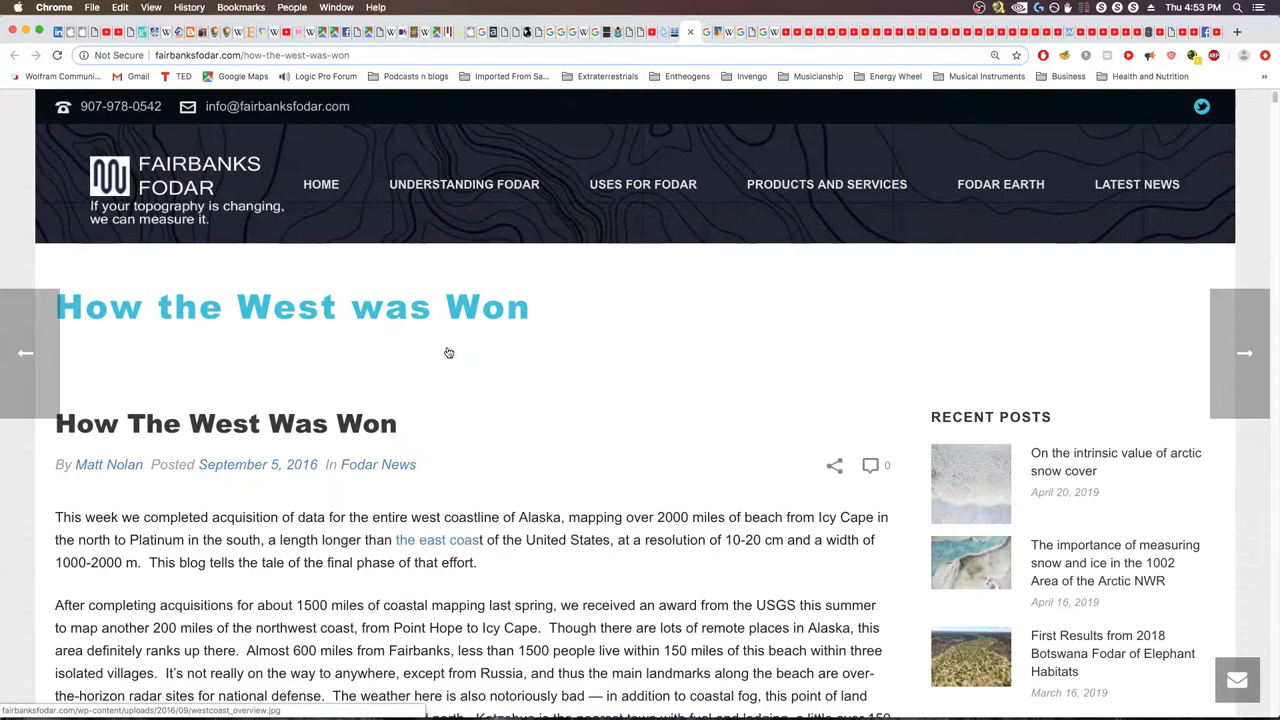 Chrome File Edit View History Bookmarks People Window Help Thu 4:53 PM
Not Secure fairbanksfodar.com/how-the-west-was-won
Wolfram Communi... Gmail TED Google Maps Logic Pro Forum Podcasts n blogs Imported From Sa... Extraterrestrials Entheogens Invengo Musicianship Energy Wheel Musical Instruments Business Health and Nutrition »
907-978-0542 info@fairbanksfodar.com
FAIRBANKS
FODAR
If your topography is changing,
we can measure it.
HOME UNDERSTANDING FODAR USES FOR FODAR PRODUCTS AND SERVICES FODAR EARTH LATEST NEWS
How the West was Won
How The West Was Won
By Matt Nolan Posted September 5, 2016 In Fodar News 0
This week we completed acquisition of data for the entire west coastline of Alaska, mapping over 2000 miles of beach from Icy Cape in
the north to Platinum in the south, a length longer than the east coast of the United States, at a resolution of 10-20 cm and a width of
1000-2000 m. This blog tells the tale of the final phase of that effort.
After completing acquisitions for about 1500 miles of coastal mapping last spring, we received an award from the USGS this summer
to map another 200 miles of the northwest coast, from Point Hope to Icy Cape. Though there are lots of remote places in Alaska, this
area definitely ranks up there. Almost 600 miles from Fairbanks, less than 1500 people live within 150 miles of this beach within three
isolated villages. It's not really on the way to anywhere, except from Russia, and thus the main landmarks along the beach are over-
the-horizon radar sites for national defense. The weather here is also notoriously bad — in addition to coastal fog, this point of land
north. Kotzebue is the nearest town with fuel and lodging, a little over 150
RECENT POSTS
On the intrinsic value of arctic
snow cover
April 20, 2019
The importance of measuring
snow and ice in the 1002
Area of the Arctic NWR
April 16, 2019
First Results from 2018
Botswana Fodar of Elephant
Habitats
March 16, 2019
fairbanksfodar.com/wp-content/uploads/2016/09/westcoast_overview.jpg